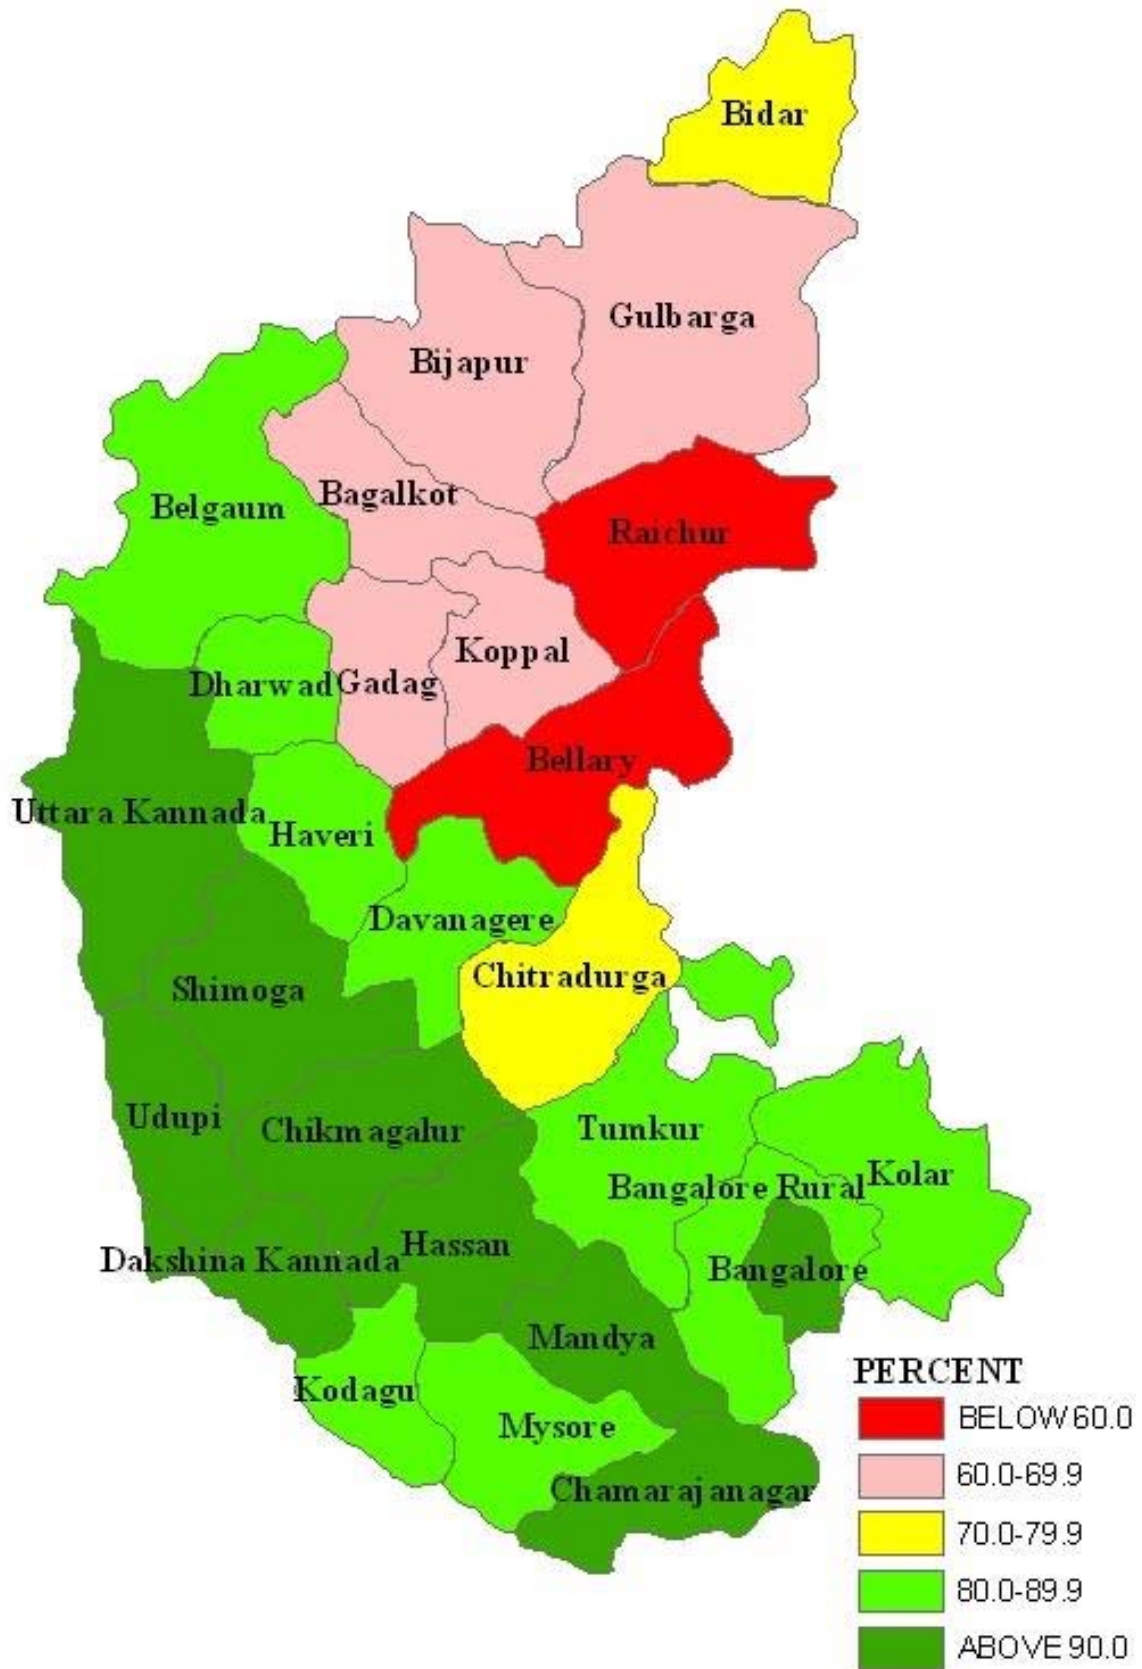 Bidar
Gulbarga
Bijapur
Bagalkot
Belgaum
Raichur
Koppal
Dharwad
Gadag
Bellary
Uttara Kannada
Haveri
Davanagere
Chitradurga
Shimoga
Udupi
Chikmagalur
Tumkur
Kolar
Bangalore Rural
Dakshina Kannada
Hassan
Bangalore
Mandya
Kodagu
Mysore
Chamarajanagar
PERCENT
BELOW 60.0
60.0-69.9
70.0-79.9
80.0-89.9
ABOVE 90.0